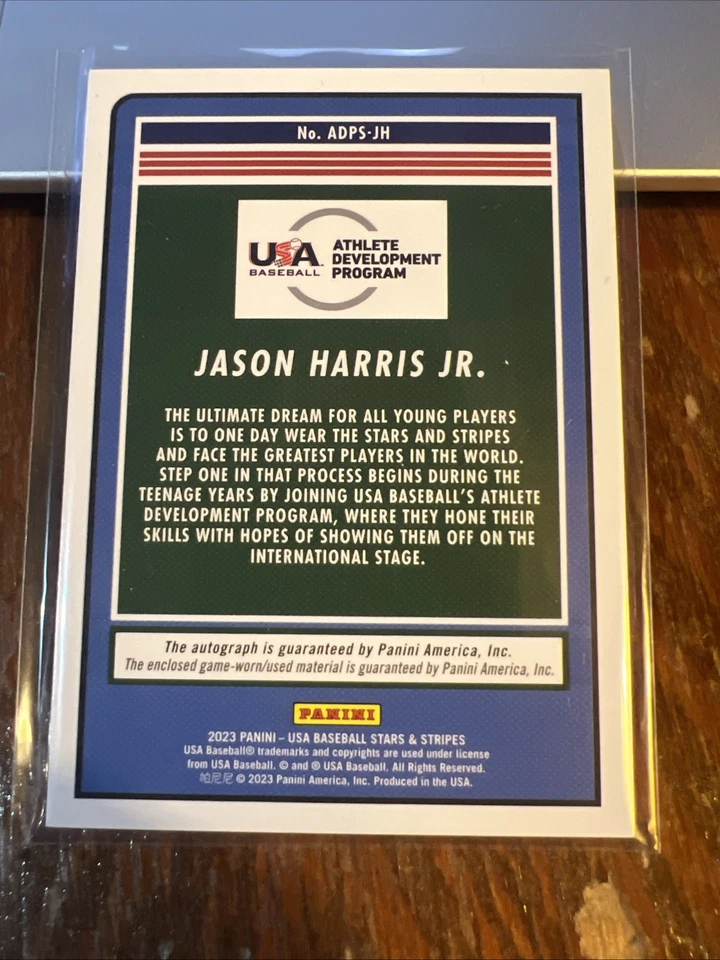 No. ADPS-JH
USA
BASEBALL
ATHLETE
DEVELOPMENT
PROGRAM
JASON HARRIS JR.
THE ULTIMATE DREAM FOR ALL YOUNG PLAYERS
IS TO ONE DAY WEAR THE STARS AND STRIPES
AND FACE THE GREATEST PLAYERS IN THE WORLD.
STEP ONE IN THAT PROCESS BEGINS DURING THE
TEENAGE YEARS BY JOINING USA BASEBALL'S ATHLETE
DEVELOPMENT PROGRAM, WHERE THEY HONE THEIR
SKILLS WITH HOPES OF SHOWING THEM OFF ON THE
INTERNATIONAL STAGE.
The autograph is guaranteed by Panini America, Inc.
The enclosed game-worn/used material is guaranteed by Panini America, Inc.
PANINI
2023 PANINI – USA BASEBALL STARS & STRIPES
USA Baseball® trademarks and copyrights are used under license
from USA Baseball. © and ® USA Baseball. All Rights Reserved.
帕尼尼 © 2023 Panini America, Inc. Produced in the USA.